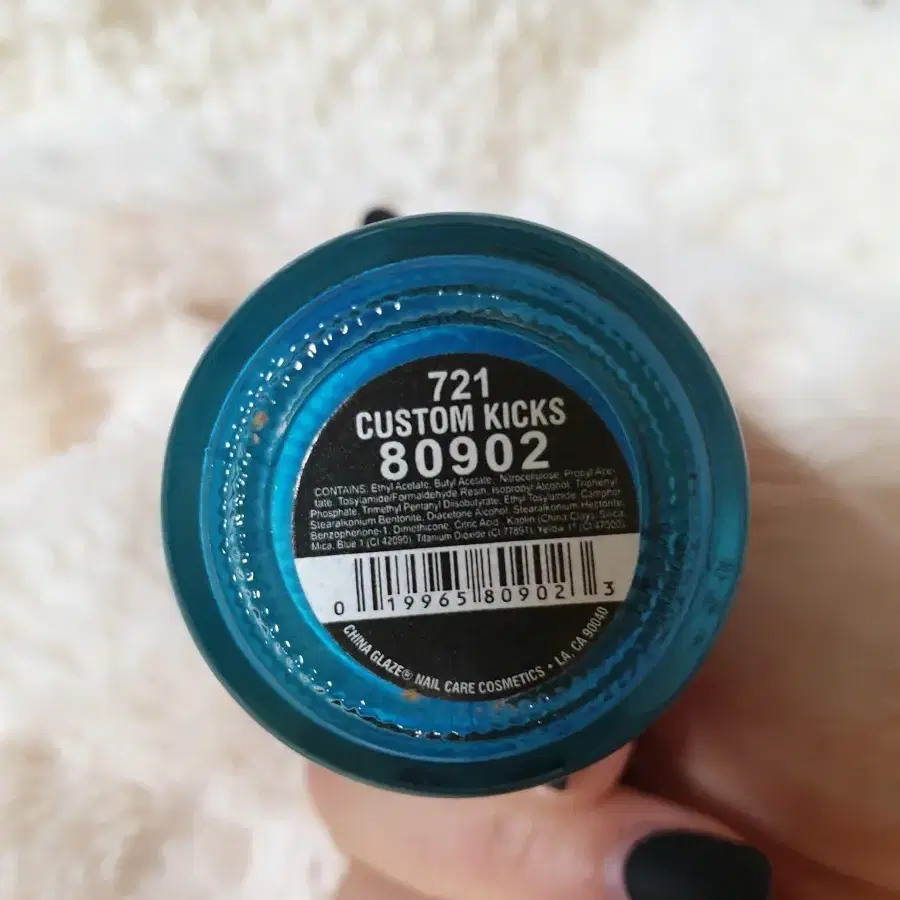 721
CUSTOM KICKS
80902
CONTAINS: Ethyl Acetate, Butyl Acetate, Nitrocellulose, Propyl Ace-
tate, Tosylamide/Formaldehyde Resin, Isopropyl Alcohol, Triphenyl
Phosphate, Trimethyl Pentanyl Diisobutyrate, Ethyl Tosylamide, Camphor,
Stearalkonium Bentonite, Diacetone Alcohol, Stearalkonium Hectorite,
Benzophenone-1, Dimethicone, Citric Acid, Kaolin (China Clay), Silica,
Mica, Blue 1 (CI 42090), Titanium Dioxide (CI 77891), Yellow 11 (CI 47000)
0 19965 80902 3
CHINA GLAZE® NAIL CARE COSMETICS • LA, CA 90040